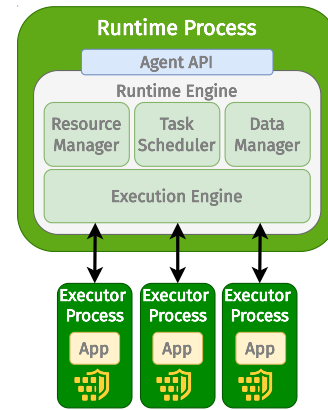 Runtime Process
Agent API
Runtime Engine
Resource Manager
Task Scheduler
Data Manager
Execution Engine
Executor Process
Executor Process
Executor Process
App
App
App